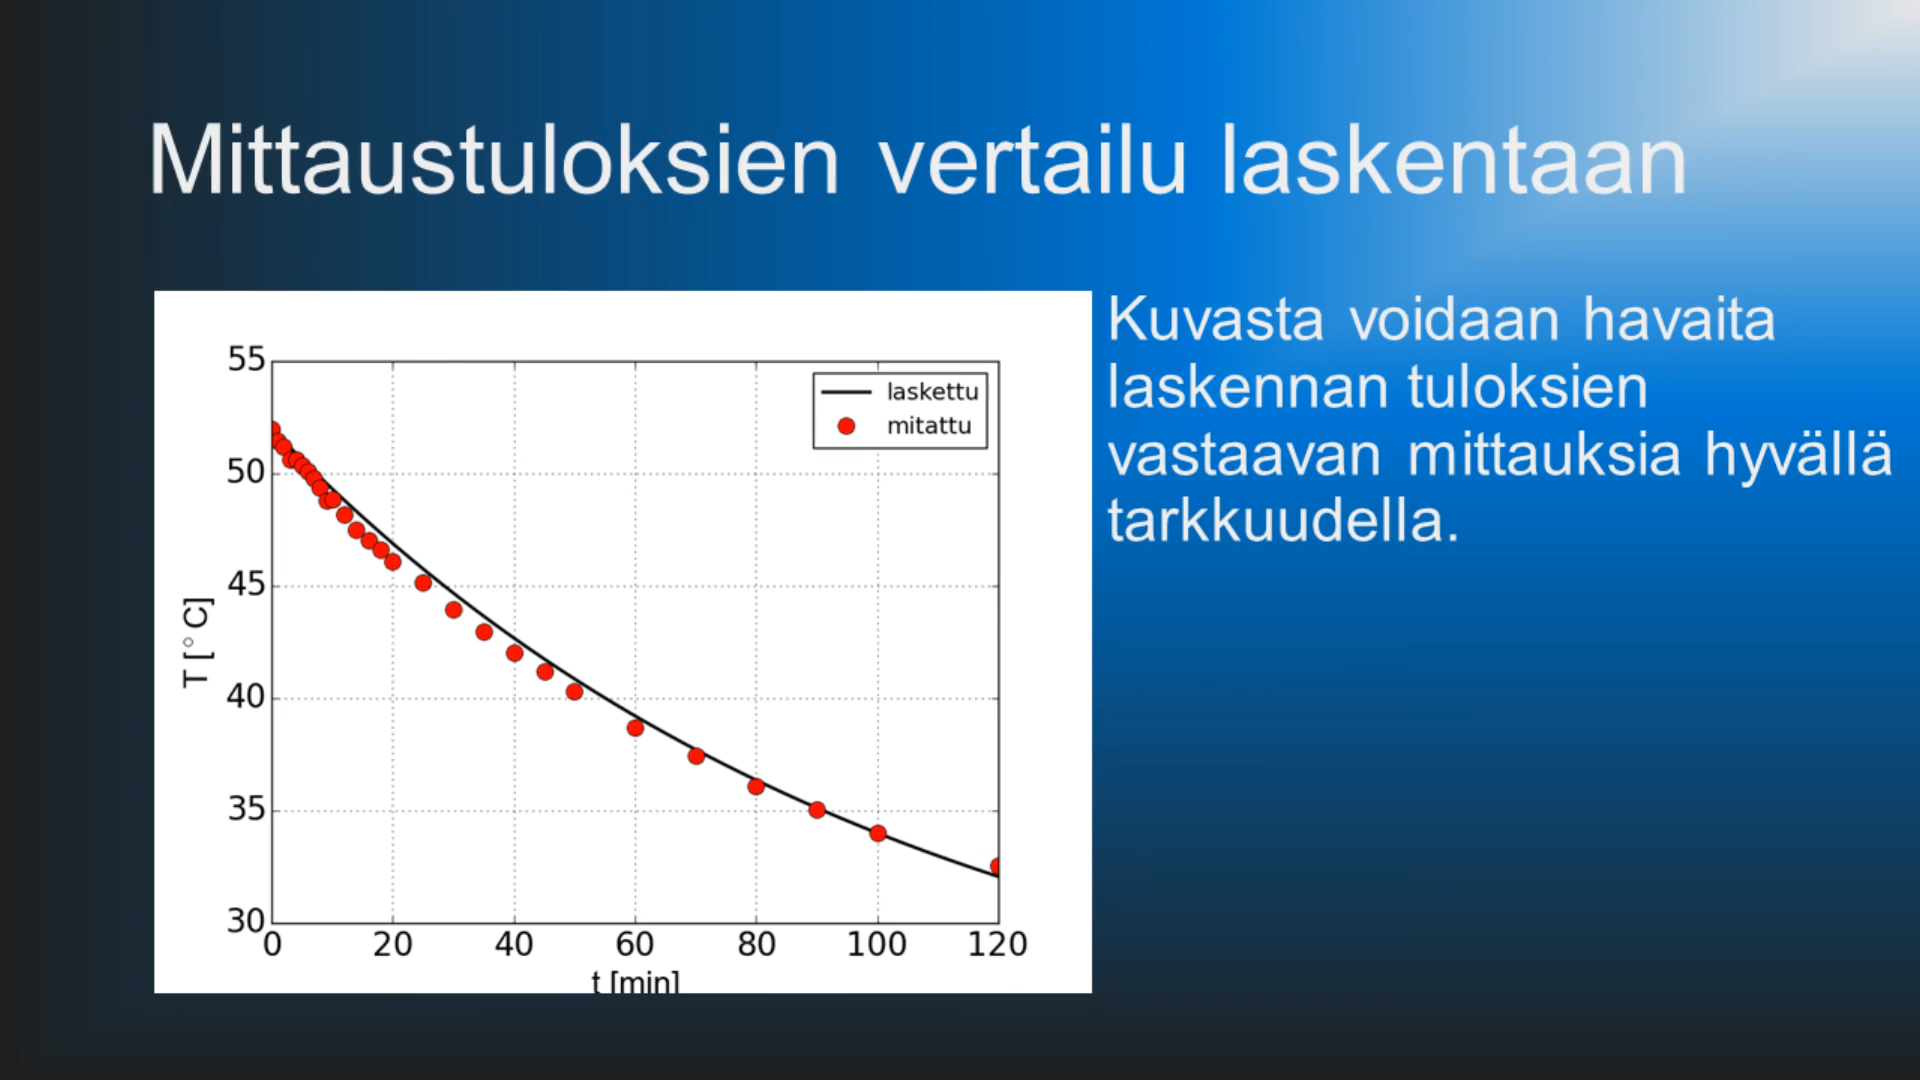 Mittaustuloksien vertailu laskentaan
Kuvasta voidaan havaita
laskennan tuloksien
vastaavan mittauksia hyvällä
tarkkuudella.
laskettu
mitattu
55
50
45
40
35
30
T [°C]
0 20 40 60 80 100 120
t [min]